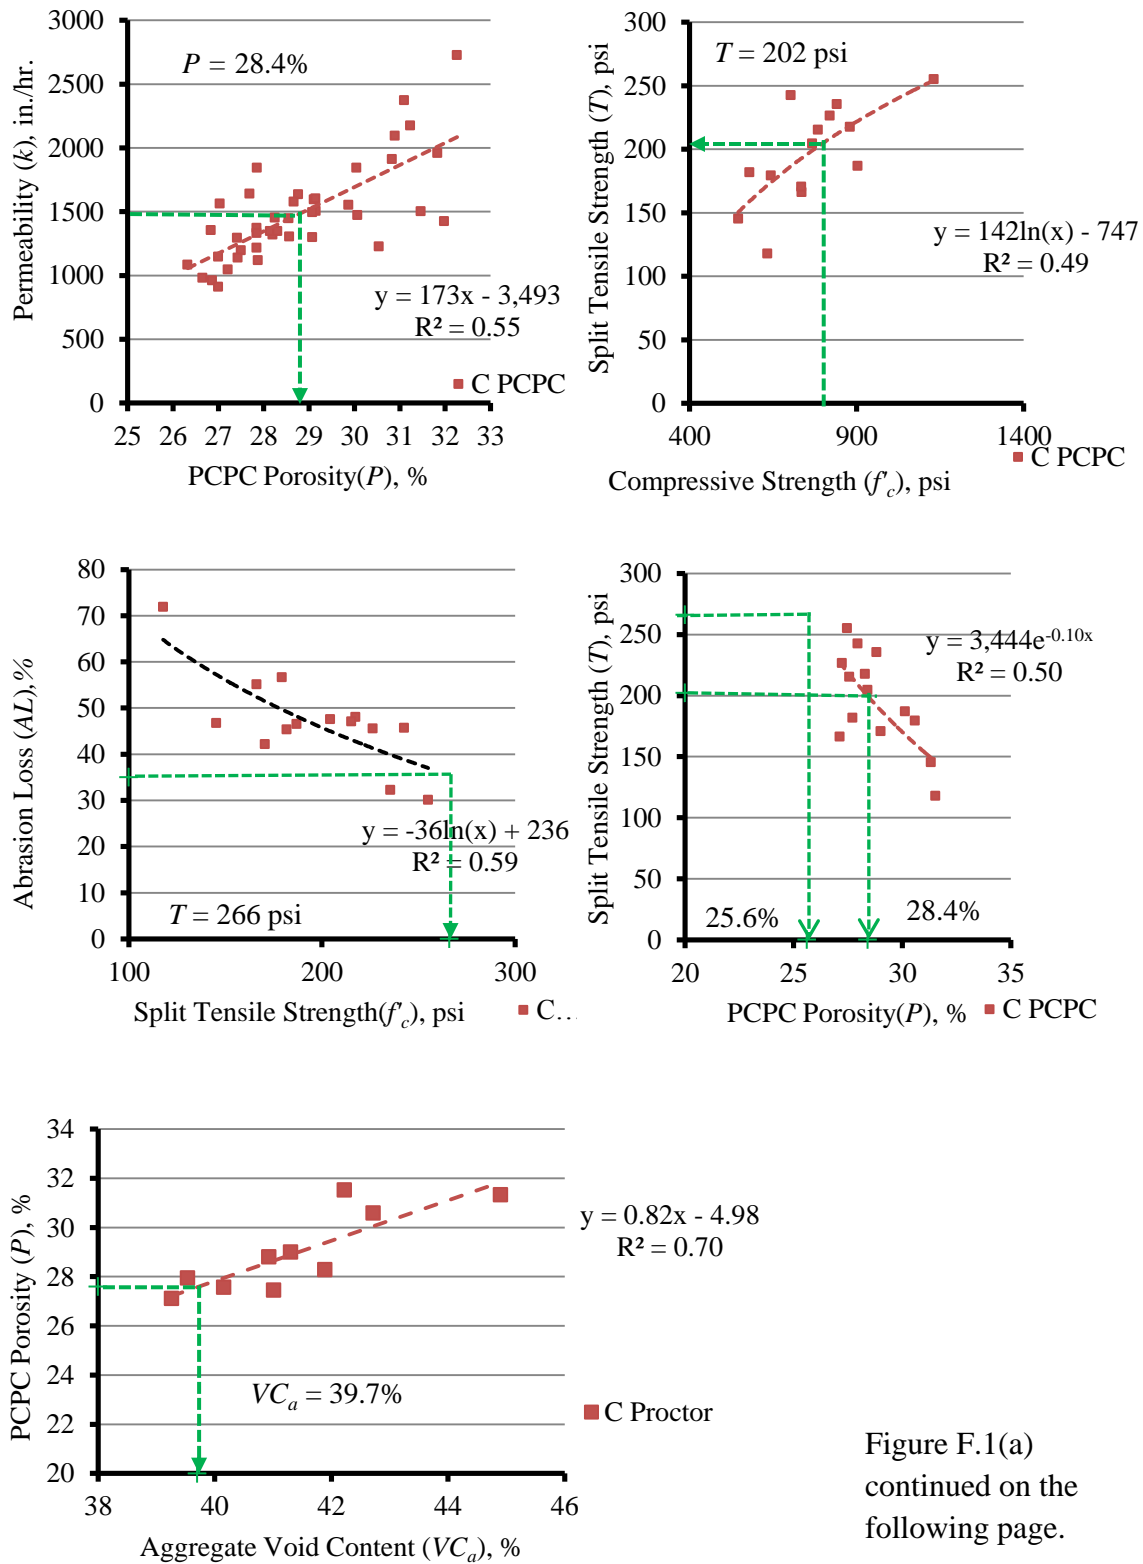 3000
2500
2000
1500
1000
500
0
Permeability (k), in./hr.
P = 28.4%
y = 173x - 3,493
R² = 0.55
C PCPC
25 26 27 28 29 30 31 32 33
PCPC Porosity(P), %
300
250
200
150
100
50
0
Split Tensile Strength (T), psi
T = 202 psi
y = 142ln(x) - 747
R² = 0.49
400 900 1400
C PCPC
Compressive Strength (f'c), psi
80
70
60
50
40
30
20
10
0
Abrasion Loss (AL),%
y = -36ln(x) + 236
R² = 0.59
T = 266 psi
100 200 300
Split Tensile Strength(f'c), psi
C...
300
250
200
150
100
50
0
Split Tensile Strength (T), psi
y = 3,444e-0.10x
R² = 0.50
25.6% 28.4%
20 25 30 35
PCPC Porosity(P), %
C PCPC
34
32
30
28
26
24
22
20
PCPC Porosity (P), %
y = 0.82x - 4.98
R² = 0.70
VCa = 39.7%
C Proctor
38 40 42 44 46
Aggregate Void Content (VCa), %
Figure F.1(a)
continued on the
following page.